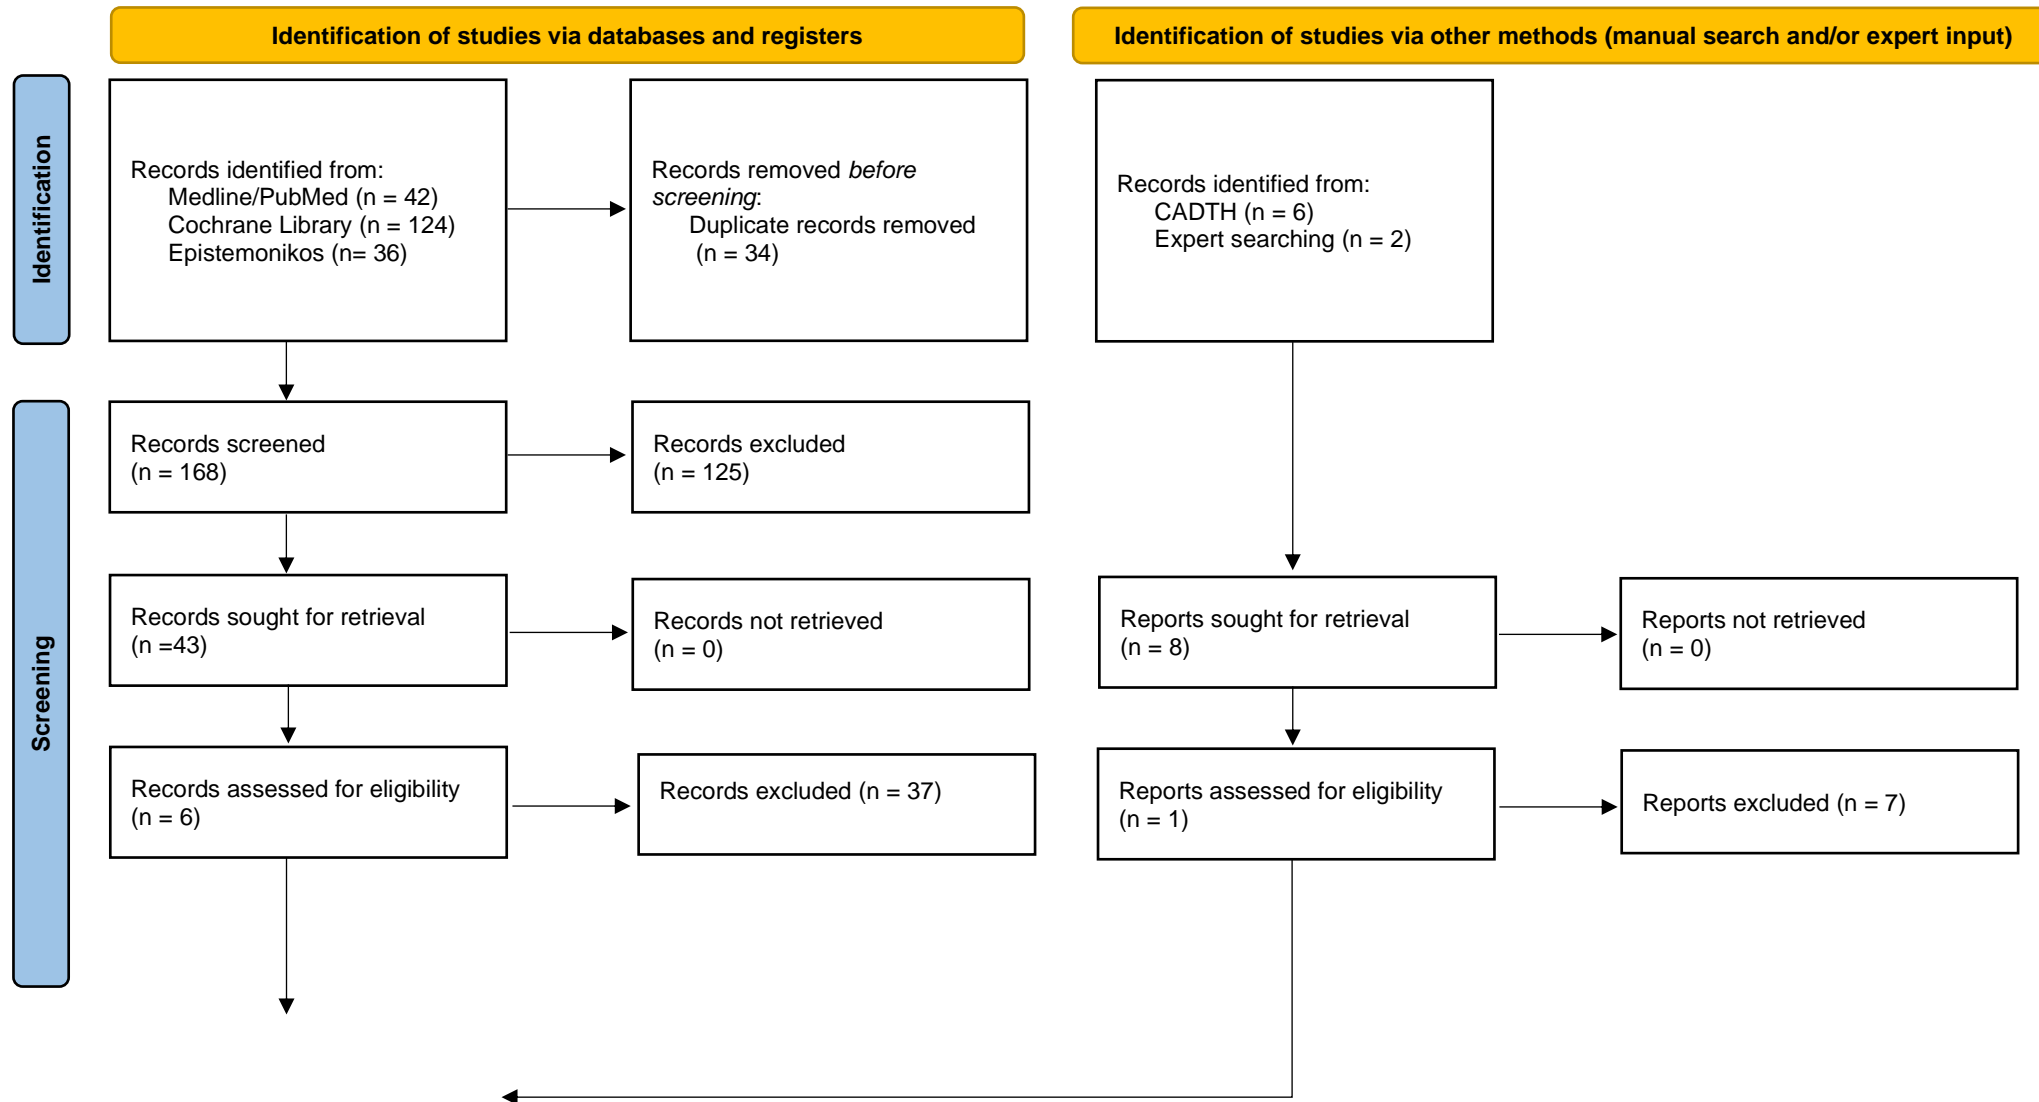 Identification of studies via databases and registers
Identification of studies via other methods (manual search and/or expert input)
Identification
Records identified from:
Medline/PubMed (n = 42)
Cochrane Library (n = 124)
Epistemonikos (n= 36)
Records removed before
screening:
Duplicate records removed
(n = 34)
Records identified from:
CADTH (n = 6)
Expert searching (n = 2)
Screening
Records screened
(n = 168)
Records excluded
(n = 125)
Records sought for retrieval
(n =43)
Records not retrieved
(n = 0)
Reports sought for retrieval
(n = 8)
Reports not retrieved
(n = 0)
Records assessed for eligibility
(n = 6)
Records excluded (n = 37)
Reports assessed for eligibility
(n = 1)
Reports excluded (n = 7)